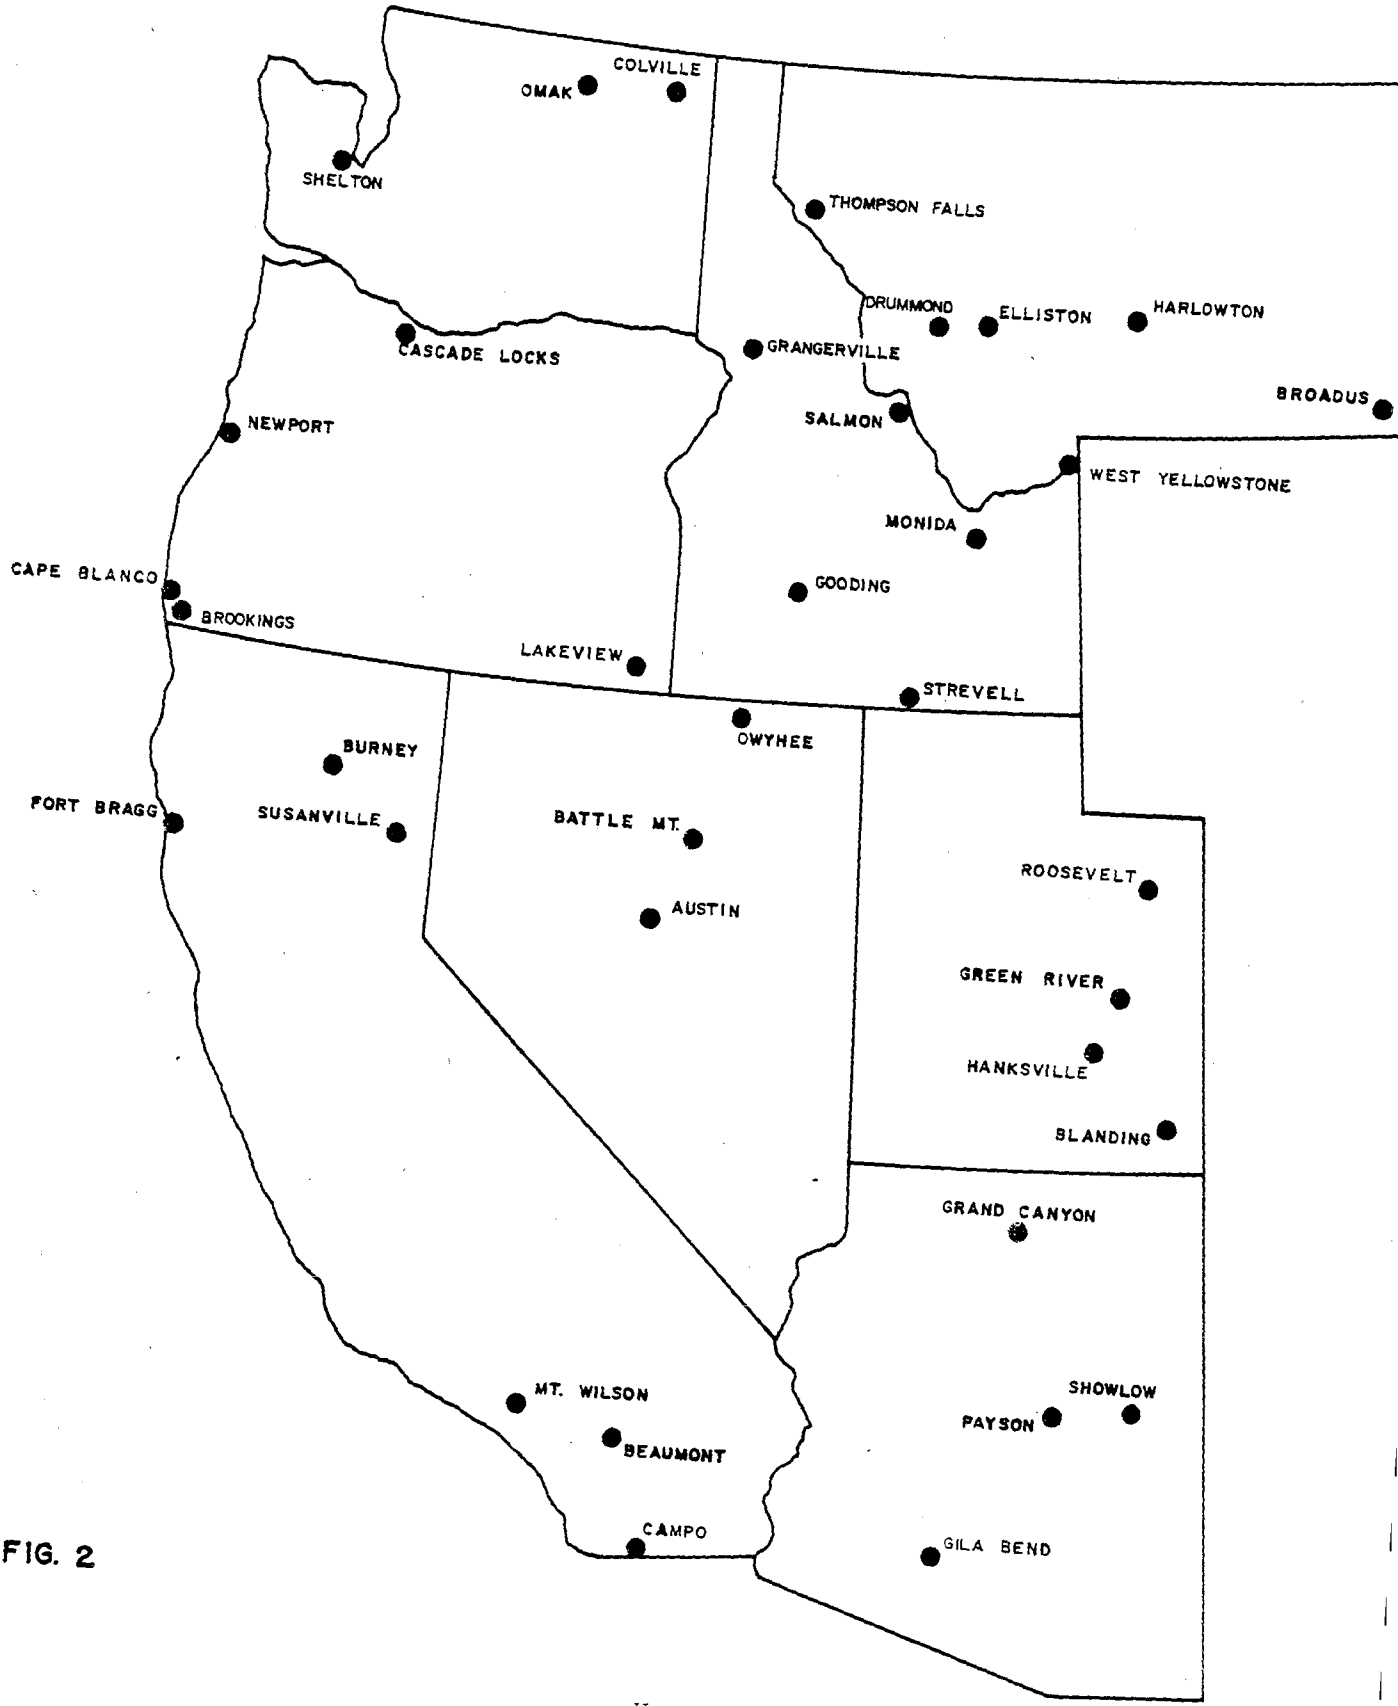 COLVILLE
OMAK
SHELTON
THOMPSON FALLS
DRUMMOND
ELLISTON
HARLOWTON
CASCADE LOCKS
GRANGERVILLE
BROADUS
SALMON
NEWPORT
WEST YELLOWSTONE
MONIDA
CAPE BLANCO
GOODING
BROOKINGS
LAKEVIEW
STREVELL
OWYHEE
BURNEY
FORT BRAGG
SUSANVILLE
BATTLE MT.
ROOSEVELT
AUSTIN
GREEN RIVER
HANKSVILLE
BLANDING
GRAND CANYON
MT. WILSON
SHOWLOW
PAYSON
BEAUMONT
CAMPO
GILA BEND
FIG. 2